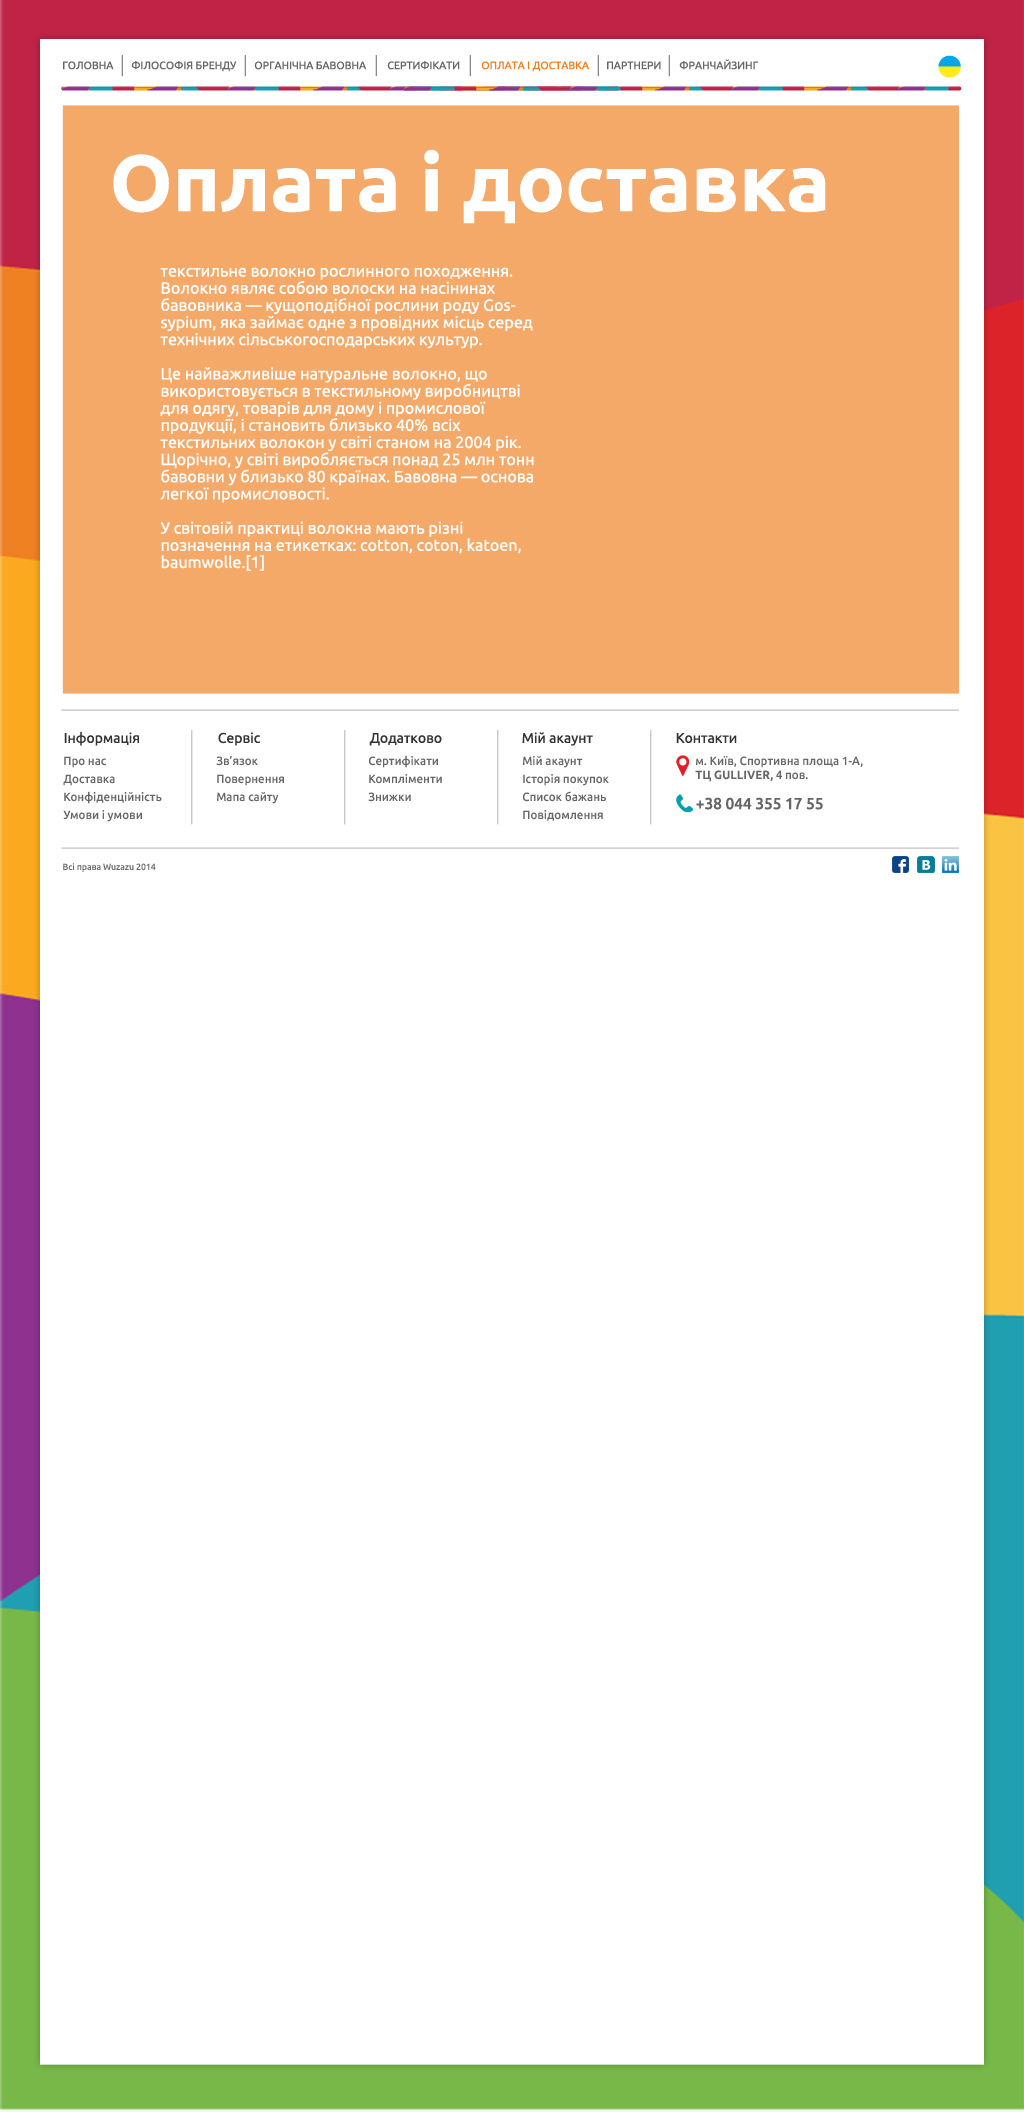 ГОЛОВНА ФІЛОСОФІЯ БРЕНДУ ОРГАНІЧНА БАВОВНА СЕРТИФІКАТИ ОПЛАТА І ДОСТАВКА ПАРТНЕРИ ФРАНЧАЙЗИНГ
Оплата і доставка
текстильне волокно рослинного походження.
Волокно являє собою волоски на насінинах
бавовника — кущоподібної рослини роду Gos-
sypium, яка займає одне з провідних місць серед
технічних сільськогосподарських культур.
Це найважливіше натуральне волокно, що
використовується в текстильному виробництві
для одягу, товарів для дому і промислової
продукції, і становить близько 40% всіх
текстильних волокон у світі станом на 2004 рік.
Щорічно, у світі виробляється понад 25 млн тонн
бавовни у близько 80 країнах. Бавовна — основа
легкої промисловості.
У світовій практиці волокна мають різні
позначення на етикетках: cotton, coton, katoen,
baumwolle.[1]
Інформація
Про нас
Доставка
Конфіденційність
Умови і умови
Сервіс
Зв’язок
Повернення
Мапа сайту
Додатково
Сертифікати
Компліменти
Знижки
Мій акаунт
Мій акаунт
Історія покупок
Список бажань
Повідомлення
Контакти
м. Київ, Спортивна площа 1-А,
ТЦ GULLIVER, 4 пов.
+38 044 355 17 55
Всі права Wuzazu 2014
f B in